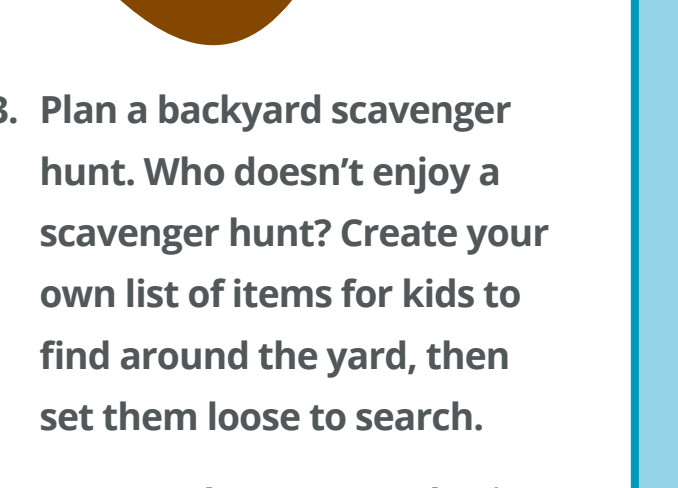 3. Plan a backyard scavenger
hunt. Who doesn’t enjoy a
scavenger hunt? Create your
own list of items for kids to
find around the yard, then
set them loose to search.